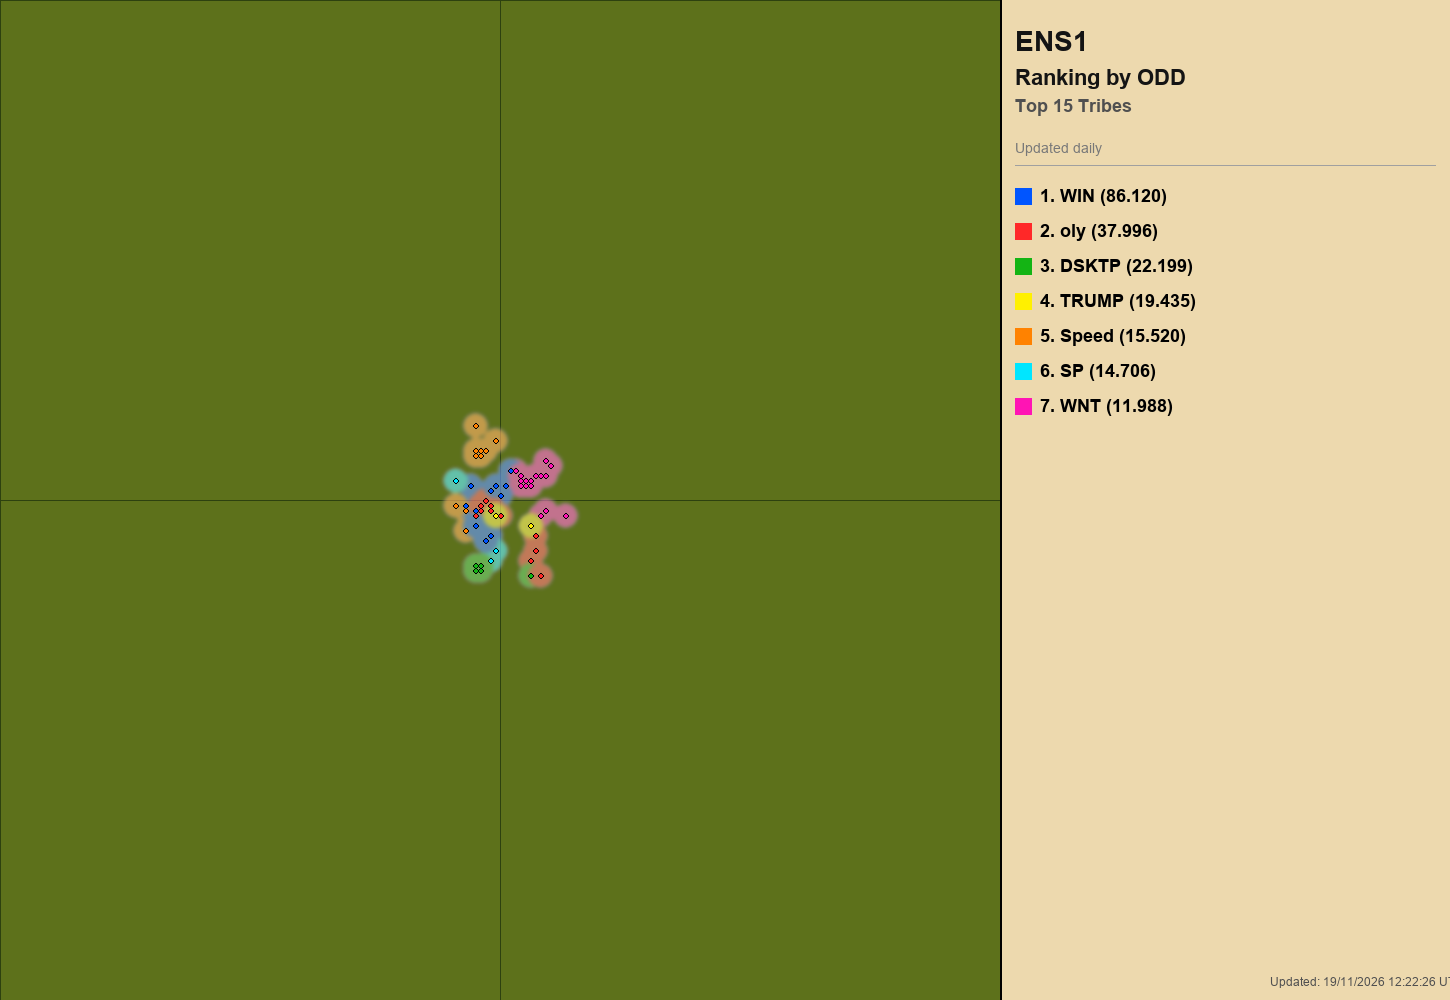 ENS1
Ranking by ODD
Top 15 Tribes
Updated daily
1. WIN (86.120)
2. oly (37.996)
3. DSKTP (22.199)
4. TRUMP (19.435)
5. Speed (15.520)
6. SP (14.706)
7. WNT (11.988)
Updated: 19/11/2026 12:22:26